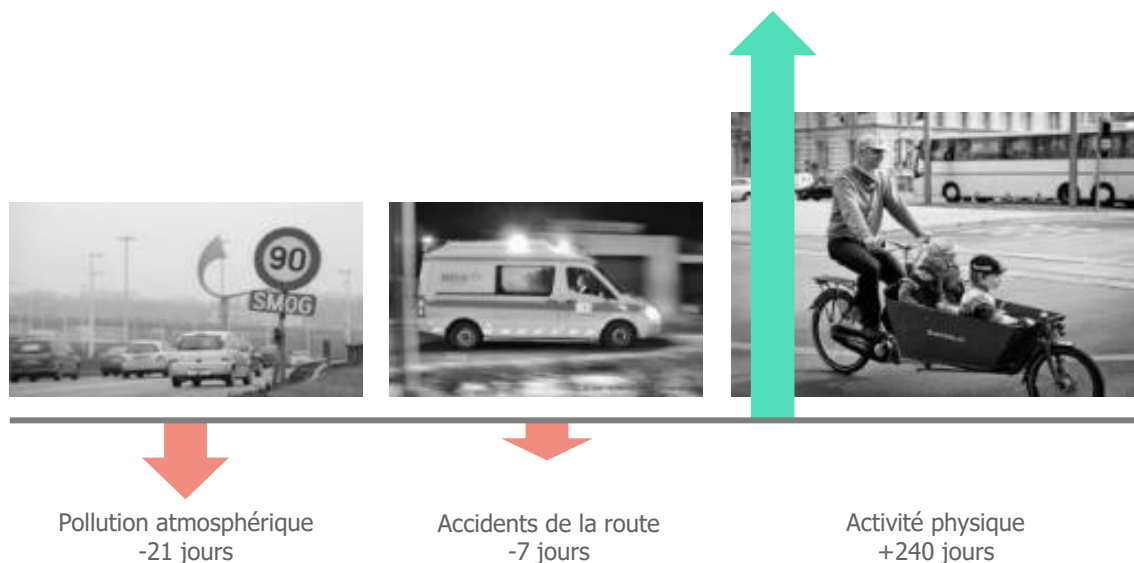 90
SMOG
Pollution atmosphérique
-21 jours
Accidents de la route
-7 jours
Activité physique
+240 jours